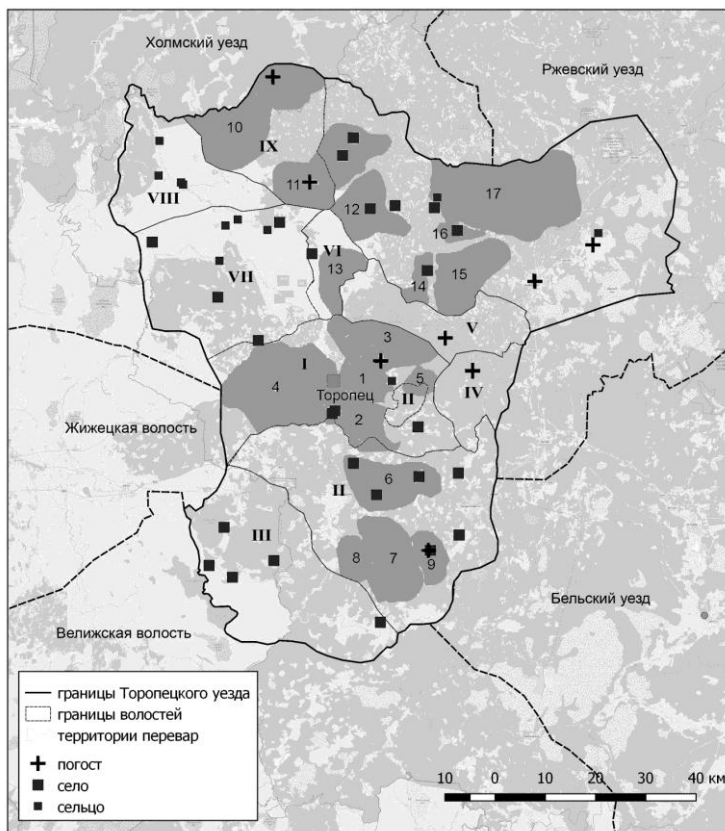 Холмский уезд
Ржевский уезд
10
IX
17
11
VIII
12
16
VI
VII
13
14
15
3
V
I
4
1
5
IV
Торопец
II
2
Жижецкая волость
6
II
III
8
7
9
Бельский уезд
Велижская волость
границы Торопецкого уезда
границы волостей
территории перевар
погост
село
сельцо
10 0 10 20 30 40 км